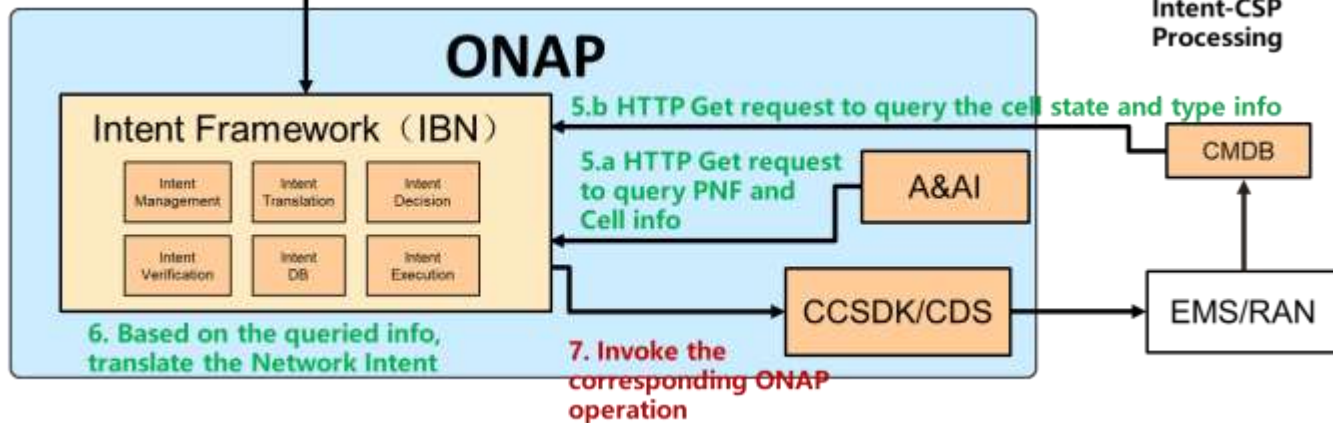 Intent-CSP
Processing
ONAP
5.b HTTP Get request to query the cell state and type info
Intent Framework（IBN）
CMDB
5.a HTTP Get request
to query PNF and
Cell info
A&AI
Intent
Management
Intent
Translation
Intent
Decision
Intent
Verification
Intent
DB
Intent
Execution
CCSDK/CDS
EMS/RAN
6. Based on the queried info,
translate the Network Intent
7. Invoke the
corresponding ONAP
operation